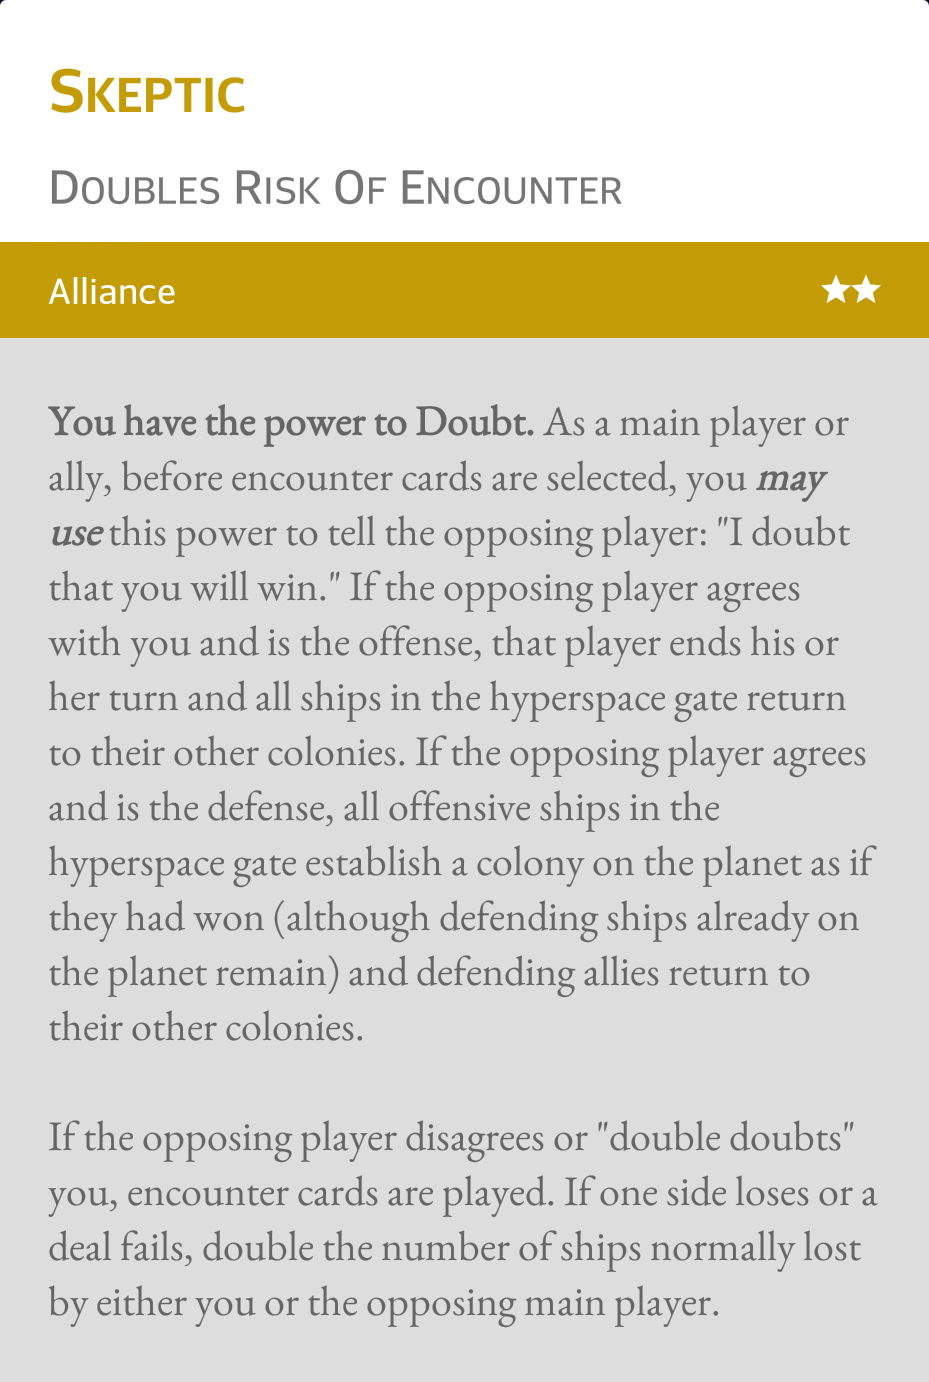 SKEPTIC
DOUBLES RISK OF ENCOUNTER
Alliance ★★
You have the power to Doubt. As a main player or
ally, before encounter cards are selected, you may
use this power to tell the opposing player: "I doubt
that you will win." If the opposing player agrees
with you and is the offense, that player ends his or
her turn and all ships in the hyperspace gate return
to their other colonies. If the opposing player agrees
and is the defense, all offensive ships in the
hyperspace gate establish a colony on the planet as if
they had won (although defending ships already on
the planet remain) and defending allies return to
their other colonies.
If the opposing player disagrees or "double doubts"
you, encounter cards are played. If one side loses or a
deal fails, double the number of ships normally lost
by either you or the opposing main player.